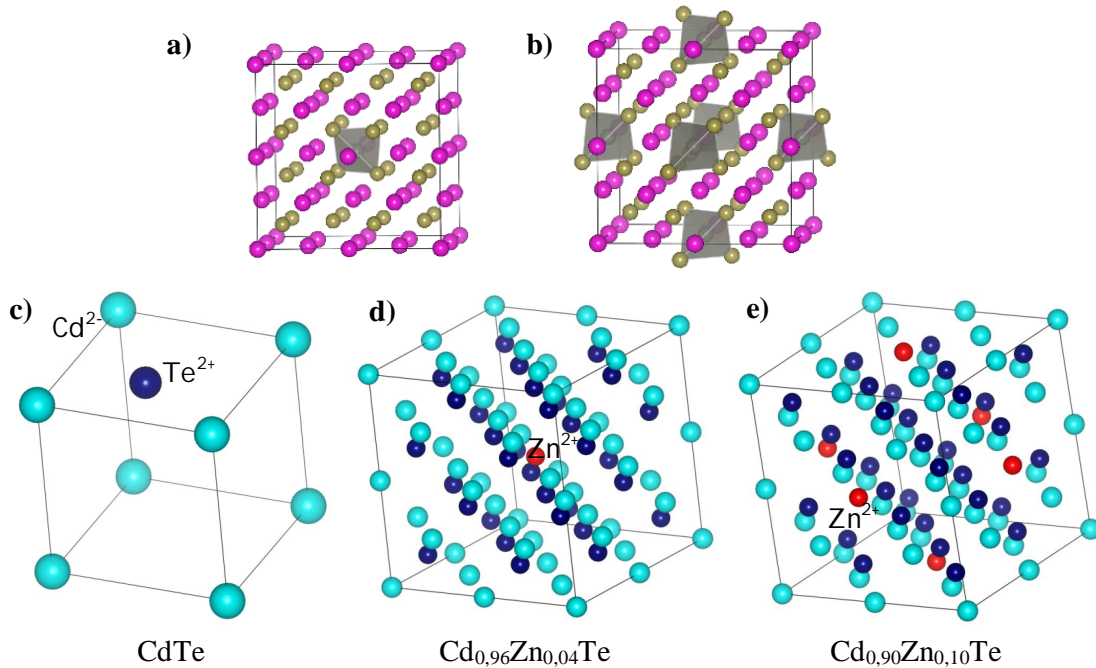 a)
b)
c)
Cd²⁻
Te²⁺
d)
Zn²⁺
e)
Zn²⁺
CdTe
Cd₀,₉₆Zn₀,₀₄Te
Cd₀,₉₀Zn₀,₁₀Te